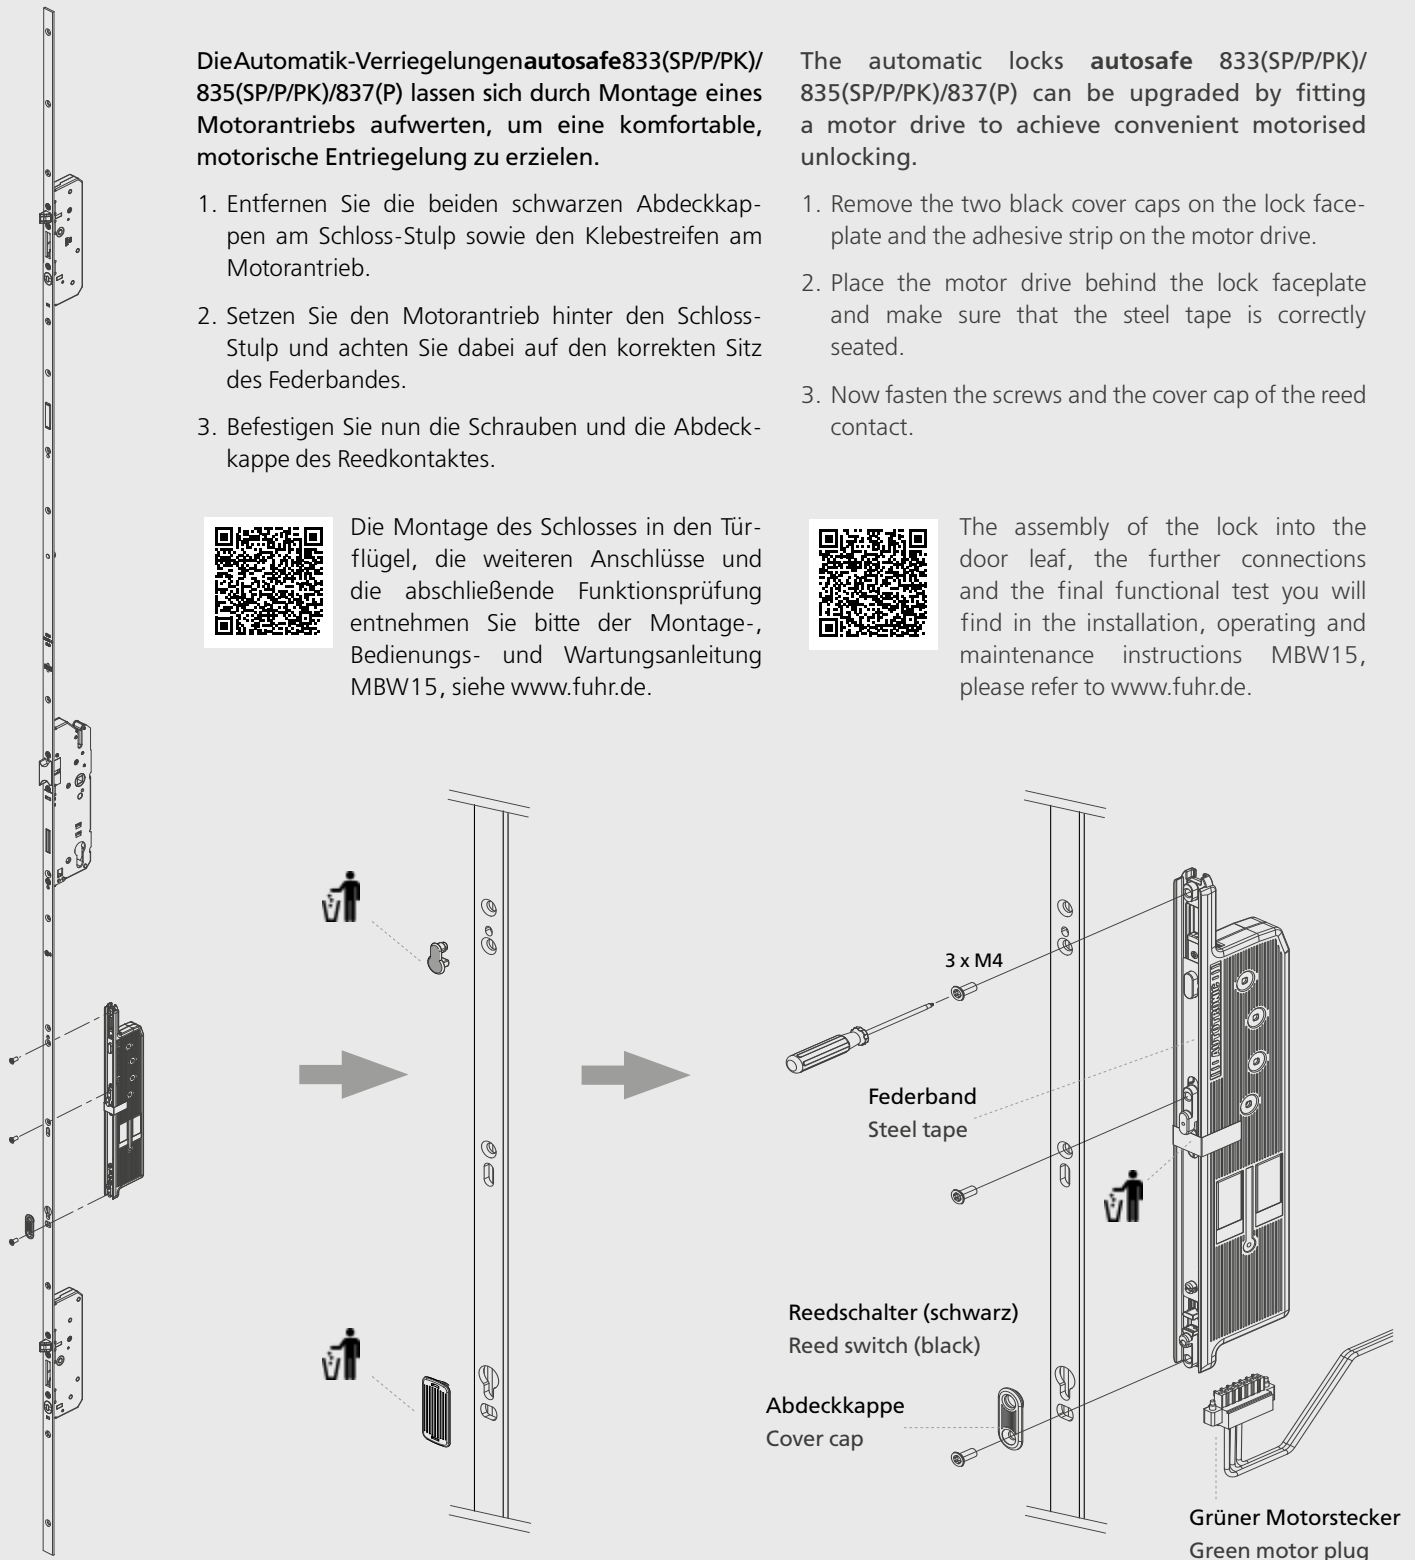 Die Automatik-Verriegelungen autosafe 833(SP/P/PK)/
835(SP/P/PK)/837(P) lassen sich durch Montage eines
Motorantriebs aufwerten, um eine komfortable,
motorische Entriegelung zu erzielen.
1. Entfernen Sie die beiden schwarzen Abdeckkap-
pen am Schloss-Stulp sowie den Klebestreifen am
Motorantrieb.
2. Setzen Sie den Motorantrieb hinter den Schloss-
Stulp und achten Sie dabei auf den korrekten Sitz
des Federbandes.
3. Befestigen Sie nun die Schrauben und die Abdeck-
kappe des Reedkontaktes.
Die Montage des Schlosses in den Tür-
flügel, die weiteren Anschlüsse und
die abschließende Funktionsprüfung
entnehmen Sie bitte der Montage-,
Bedienungs- und Wartungsanleitung
MBW15, siehe www.fuhr.de.
The automatic locks autosafe 833(SP/P/PK)/
835(SP/P/PK)/837(P) can be upgraded by fitting
a motor drive to achieve convenient motorised
unlocking.
1. Remove the two black cover caps on the lock face-
plate and the adhesive strip on the motor drive.
2. Place the motor drive behind the lock faceplate
and make sure that the steel tape is correctly
seated.
3. Now fasten the screws and the cover cap of the reed
contact.
The assembly of the lock into the
door leaf, the further connections
and the final functional test you will
find in the installation, operating and
maintenance instructions MBW15,
please refer to www.fuhr.de.
3 x M4
AUTOTRONIC
Federband
Steel tape
Reedschalter (schwarz)
Reed switch (black)
Abdeckkappe
Cover cap
Grüner Motorstecker
Green motor plug